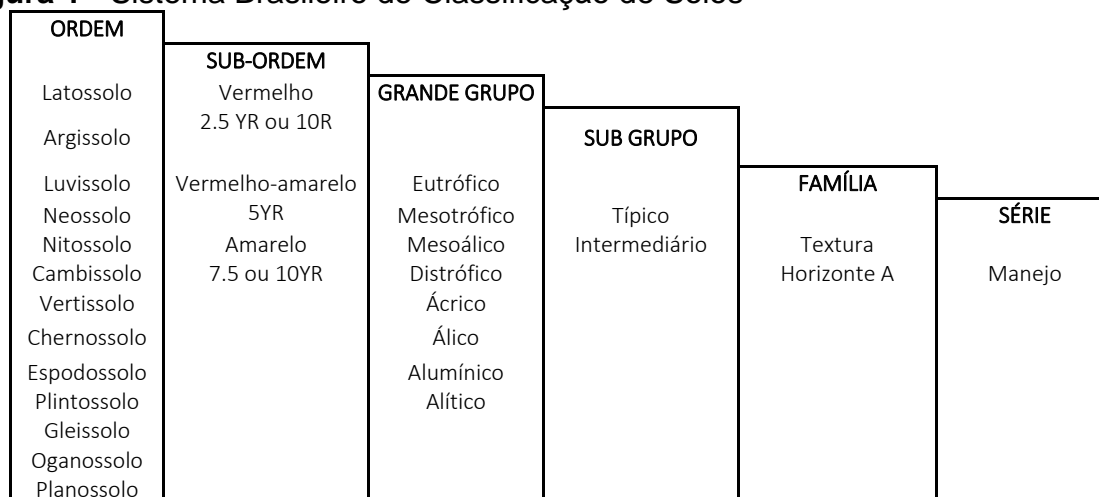 Sistema Brasileiro de Classificação de Solos
ORDEM
Latossolo
Argissolo
Luvissolo
Neossolo
Nitossolo
Cambissolo
Vertissolo
Chernossolo
Espodossolo
Plintossolo
Gleissolo
Oganossolo
Planossolo
SUB-ORDEM
Vermelho
2.5 YR ou 10R
Vermelho-amarelo
5YR
Amarelo
7.5 ou 10YR
GRANDE GRUPO
Eutrófico
Mesotrófico
Mesoálico
Distrófico
Ácrico
Álico
Alumínico
Alítico
SUB GRUPO
Típico
Intermediário
FAMÍLIA
Textura
Horizonte A
SÉRIE
Manejo